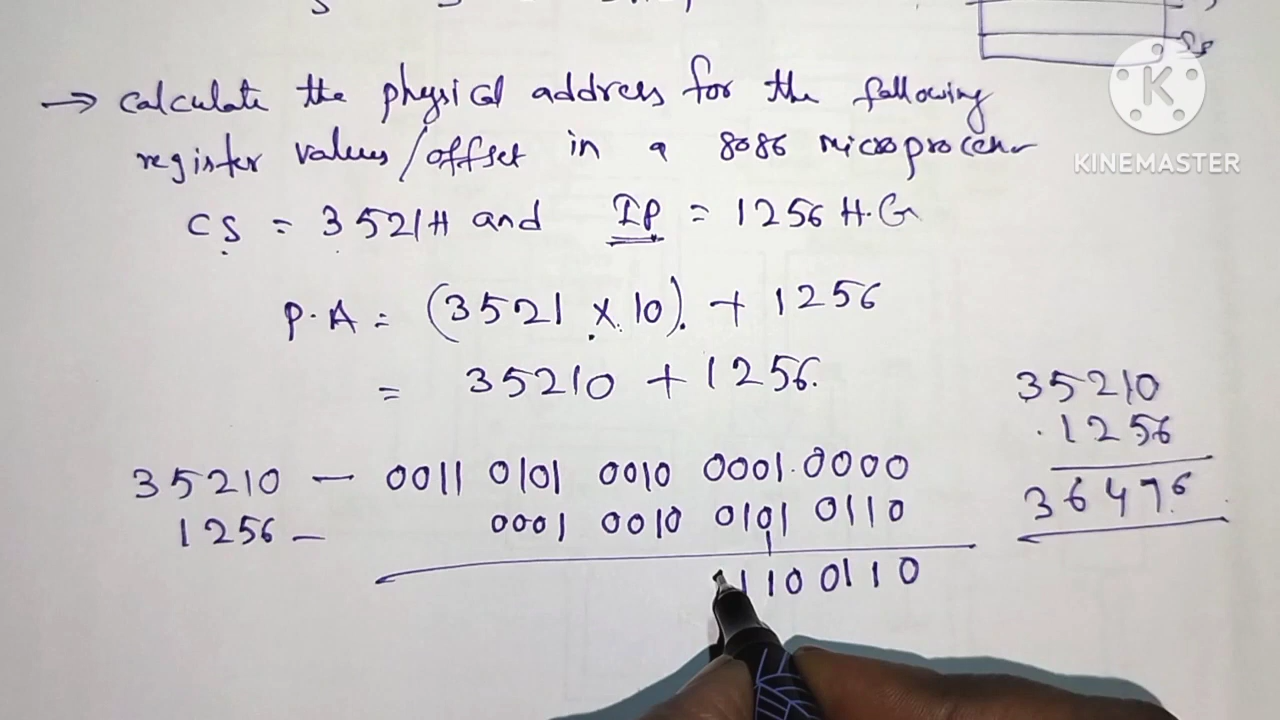 → Calculate the physical address for the following
register values/offset in a 8086 microprocessor
CS = 3521H and IP = 1256 H.G
P.A = (3521 × 10) + 1256
= 35210 + 1256.
35210 — 0011 0101 0010 0001 0000
1256 — 0001 0010 0101 0110
1
1100110
35210
1256
36476
K
KINEMASTER